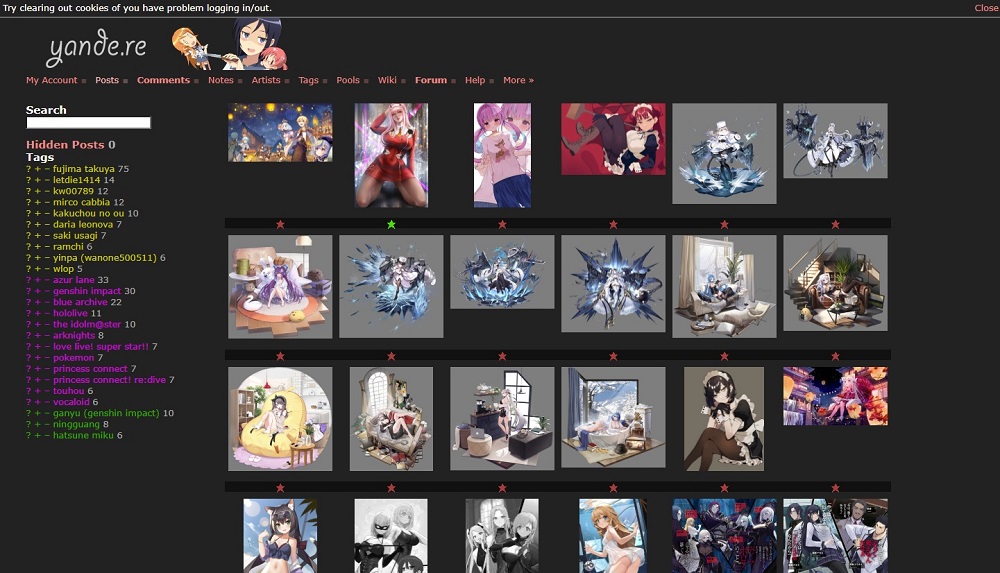 Try clearing out cookies of you have problem logging in/out. Close
yande.re
My Account Posts Comments Notes Artists Tags Pools Wiki Forum Help More »
Search
Hidden Posts 0
Tags
? + – fujima takuya 75
? + – letdie1414 14
? + – kw00789 12
? + – mirco cabbia 12
? + – kakuchou no ou 10
? + – daria leonova 7
? + – saki usagi 7
? + – ramchi 6
? + – yinpa (wanone500511) 6
? + – wlop 5
? + – azur lane 33
? + – genshin impact 30
? + – blue archive 22
? + – hololive 11
? + – the idolm@ster 10
? + – arknights 8
? + – love live! super star!! 7
? + – pokemon 7
? + – princess connect 7
? + – princess connect! re:dive 7
? + – touhou 6
? + – vocaloid 6
? + – ganyu (genshin impact) 10
? + – ningguang 8
? + – hatsune miku 6